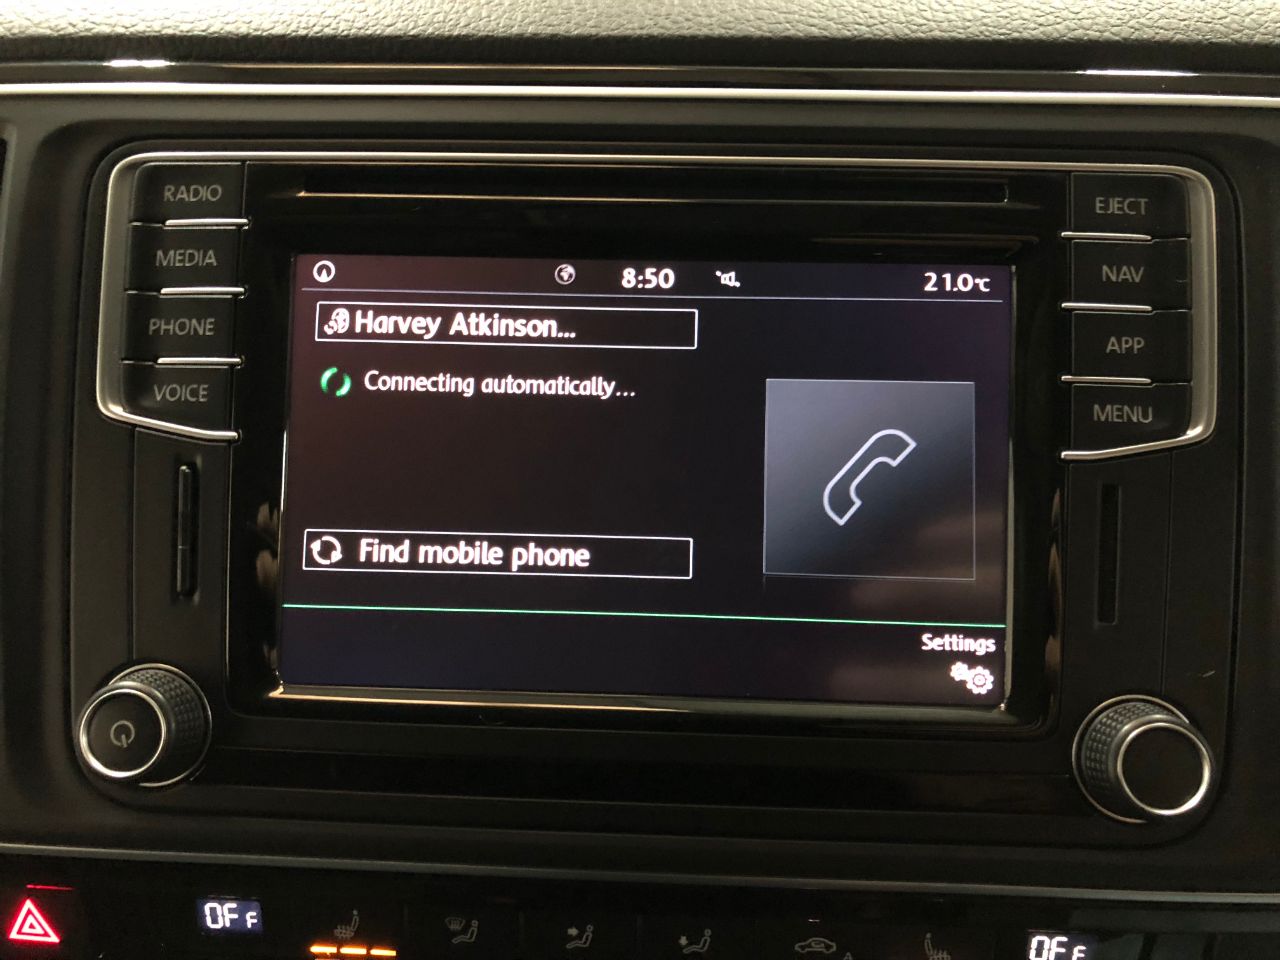 RADIO
MEDIA
PHONE
VOICE
EJECT
NAV
APP
MENU
8:50
21.0°C
Harvey Atkinson...
Connecting automatically...
Find mobile phone
Settings
OFF
OFF